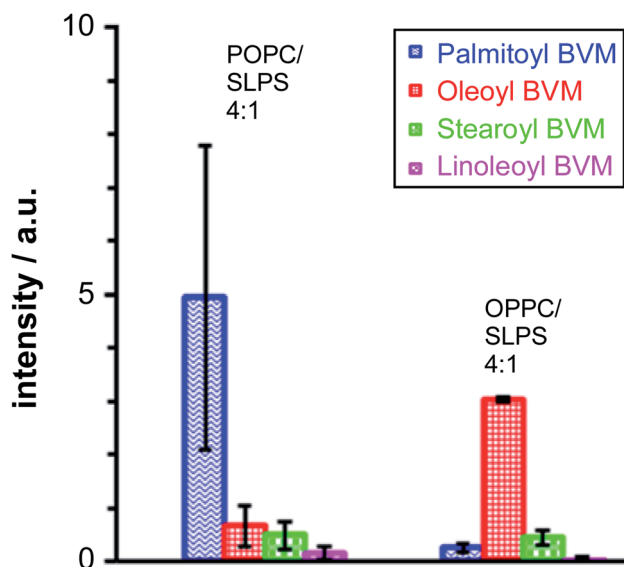 10
POPC/
SLPS
4:1
Palmitoyl BVM
Oleoyl BVM
Stearoyl BVM
Linoleoyl BVM
intensity / a.u.
5
OPPC/
SLPS
4:1
0